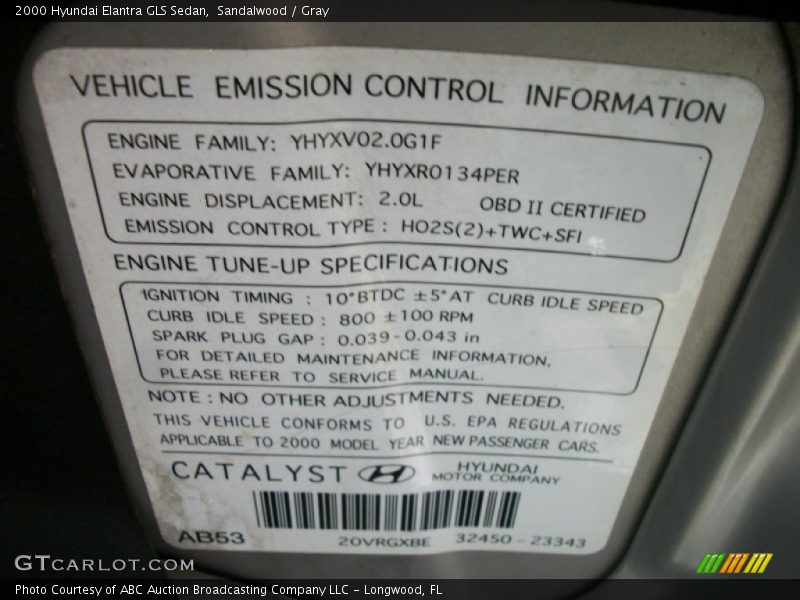 2000 Hyundai Elantra GLS Sedan, Sandalwood / Gray
VEHICLE EMISSION CONTROL INFORMATION
ENGINE FAMILY: YHYXV02.0G1F
EVAPORATIVE FAMILY: YHYXR0134PER
ENGINE DISPLACEMENT: 2.0L OBD II CERTIFIED
EMISSION CONTROL TYPE : HO2S(2)+TWC+SFI
ENGINE TUNE-UP SPECIFICATIONS
IGNITION TIMING : 10°BTDC ±5°AT CURB IDLE SPEED
CURB IDLE SPEED : 800 ±100 RPM
SPARK PLUG GAP : 0.039-0.043 in
FOR DETAILED MAINTENANCE INFORMATION,
PLEASE REFER TO SERVICE MANUAL.
NOTE : NO OTHER ADJUSTMENTS NEEDED.
THIS VEHICLE CONFORMS TO U.S. EPA REGULATIONS
APPLICABLE TO 2000 MODEL YEAR NEW PASSENGER CARS.
CATALYST HYUNDAI
MOTOR COMPANY
AB53 20VRGXBE 32450-23343
GTCARLOT.COM
Photo Courtesy of ABC Auction Broadcasting Company LLC - Longwood, FL